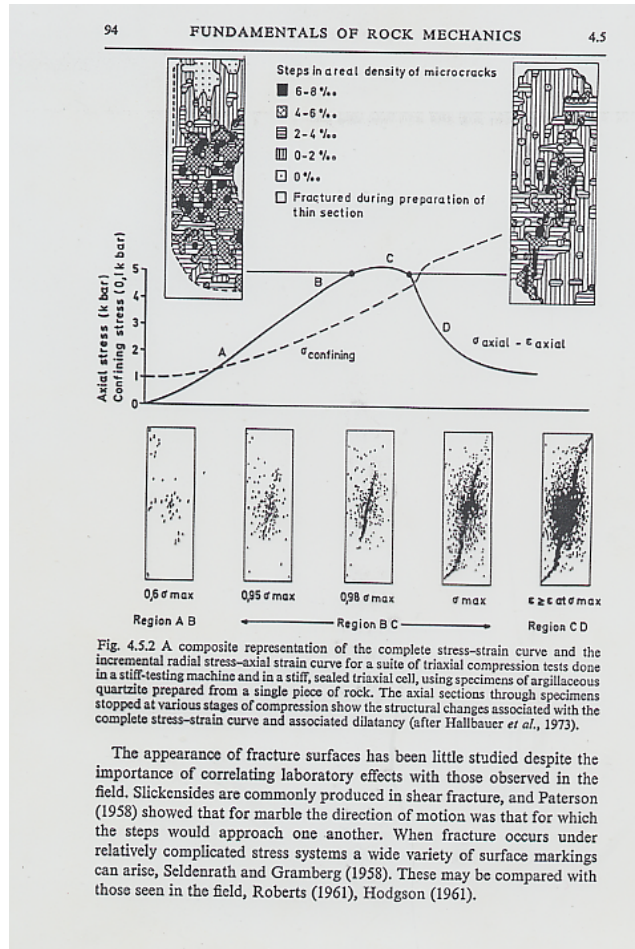 94 FUNDAMENTALS OF ROCK MECHANICS 4.5
Steps in areal density of microcracks
6-8‰
4-6‰
2-4‰
0-2‰
0‰
Fractured during preparation of
thin section
Axial stress (k bar)
Confining stress (0,1k bar)
5
4
3
2
1
0
A
B
C
D
σ confining
σ axial - ε axial
0,6 σ max
0,95 σ max
0,98 σ max
σ max
ε ≥ ε at σ max
Region A B
Region B C
Region C D
Fig. 4.5.2 A composite representation of the complete stress–strain curve and the
incremental radial stress–axial strain curve for a suite of triaxial compression tests done
in a stiff-testing machine and in a stiff, sealed triaxial cell, using specimens of argillaceous
quartzite prepared from a single piece of rock. The axial sections through specimens
stopped at various stages of compression show the structural changes associated with the
complete stress–strain curve and associated dilatancy (after Hallbauer et al., 1973).
The appearance of fracture surfaces has been little studied despite the
importance of correlating laboratory effects with those observed in the
field. Slickensides are commonly produced in shear fracture, and Paterson
(1958) showed that for marble the direction of motion was that for which
the steps would approach one another. When fracture occurs under
relatively complicated stress systems a wide variety of surface markings
can arise, Seldenrath and Gramberg (1958). These may be compared with
those seen in the field, Roberts (1961), Hodgson (1961).